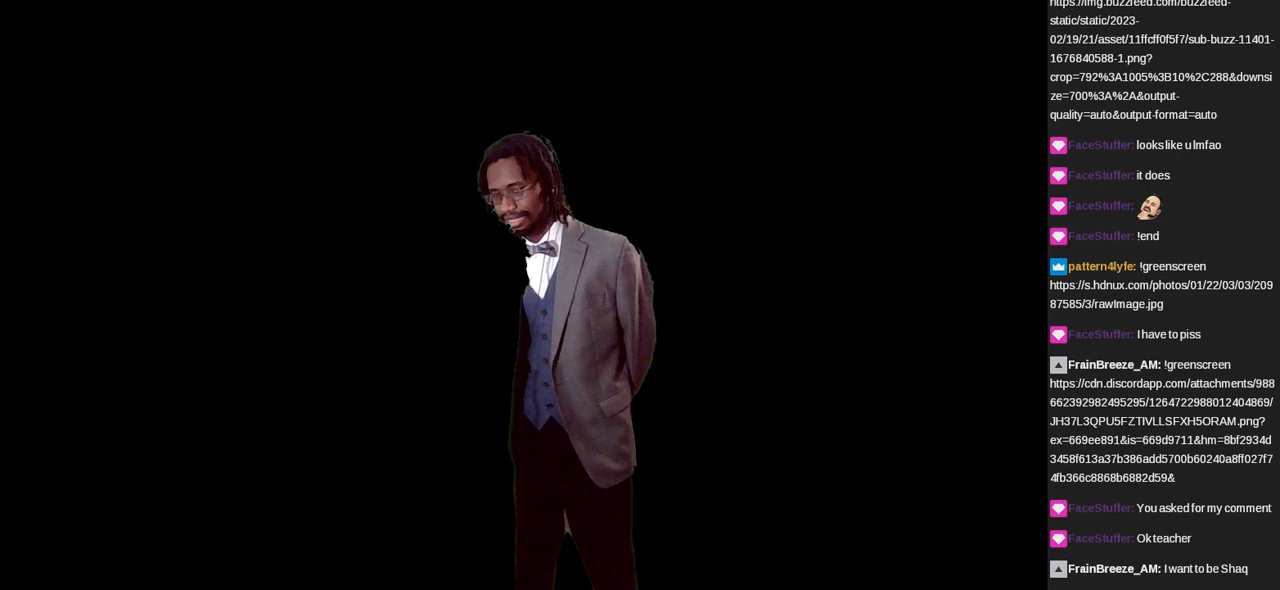 https://img.buzzfeed.com/buzzfeed-
static/static/2023-
02/19/21/asset/11ffcff0f5f7/sub-buzz-11401-
1676840588-1.png?
crop=792%3A1005%3B10%2C288&downsi
ze=700%3A%2A&output-
quality=auto&output-format=auto
FaceStuffer: looks like u lmfao
FaceStuffer: it does
FaceStuffer:
FaceStuffer: !end
pattern4lyfe: !greenscreen
https://s.hdnux.com/photos/01/22/03/03/209
87585/3/rawImage.jpg
FaceStuffer: I have to piss
FrainBreeze_AM: !greenscreen
https://cdn.discordapp.com/attachments/988
662392982495295/1264722988012404869/
JH37L3QPU5FZTIVLLSFXH5ORAM.png?
ex=669ee891&is=669d9711&hm=8bf2934d
3458f613a37b386add5700b60240a8ff027f7
4fb366c8868b6882d59&
FaceStuffer: You asked for my comment
FaceStuffer: Ok teacher
FrainBreeze_AM: I want to be Shaq